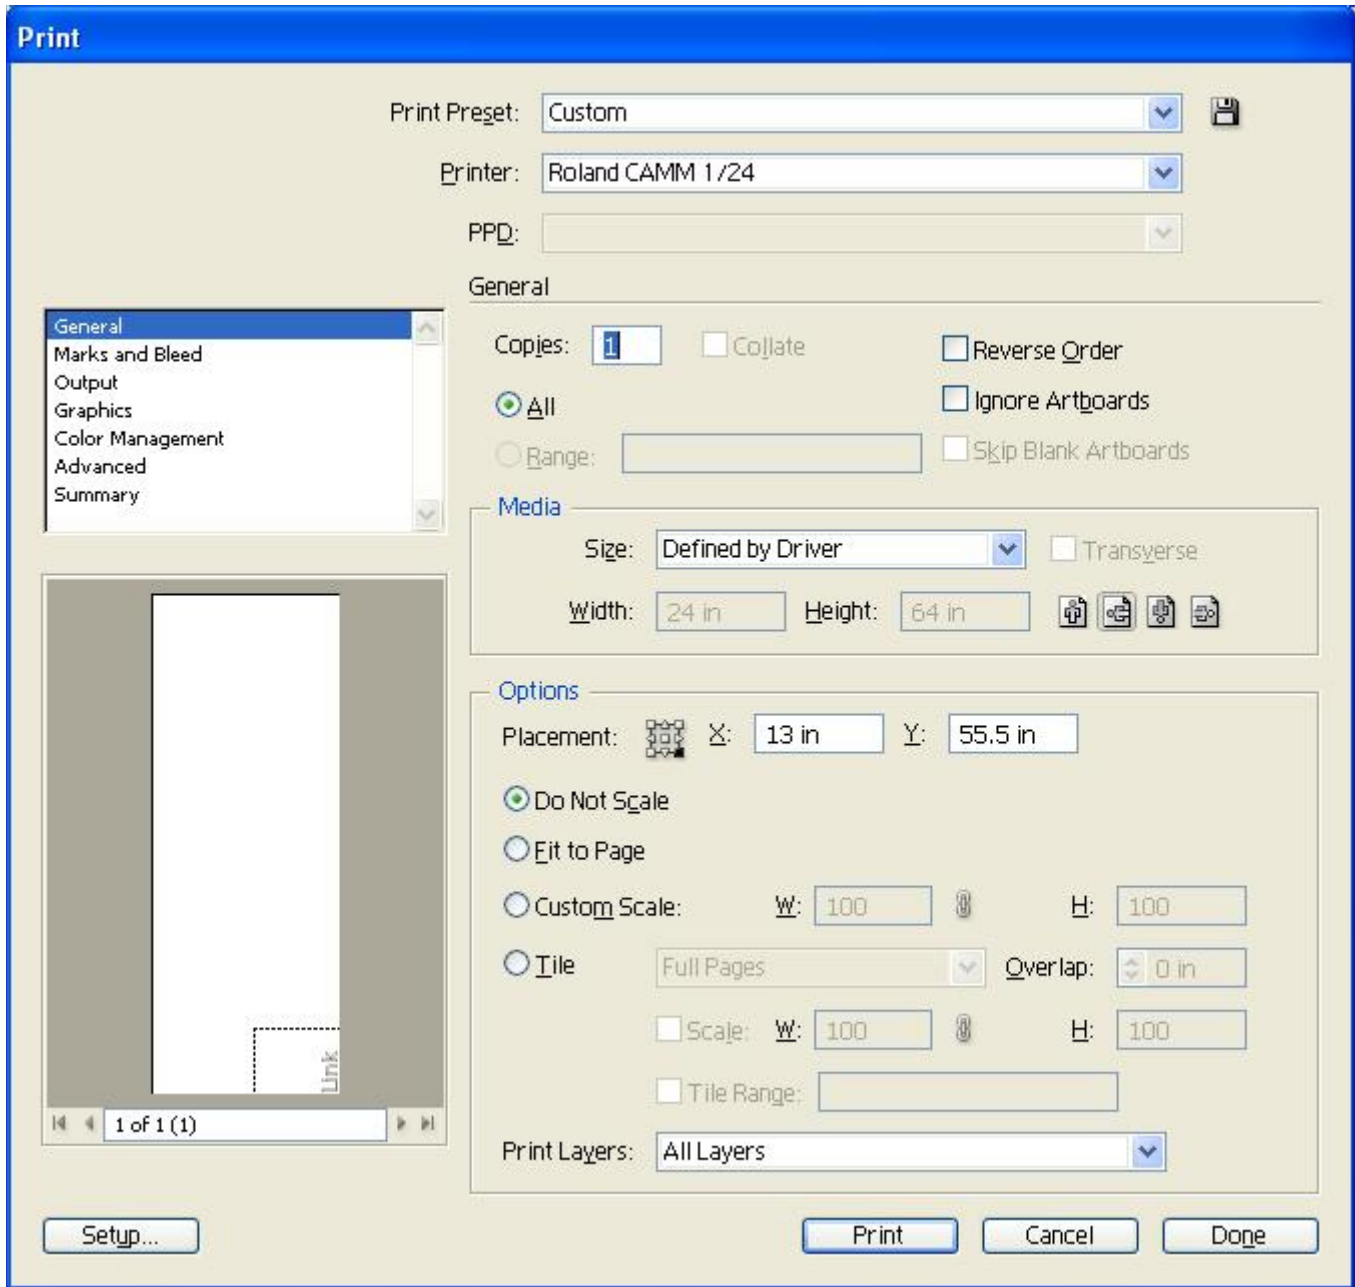 Print
Print Preset: Custom
Printer: Roland CAMM 1/24
PPD:
General
Marks and Bleed
Output
Graphics
Color Management
Advanced
Summary
General
Copies: 1 Collate Reverse Order
All Ignore Artboards
Range: Skip Blank Artboards
Media
Size: Defined by Driver Transverse
Width: 24 in Height: 64 in
Options
Placement: X: 13 in Y: 55.5 in
Do Not Scale
Fit to Page
Custom Scale: W: 100 H: 100
Tile Full Pages Overlap: 0 in
Scale: W: 100 H: 100
Tile Range:
Print Layers: All Layers
Link
1 of 1 (1)
Setup... Print Cancel Done